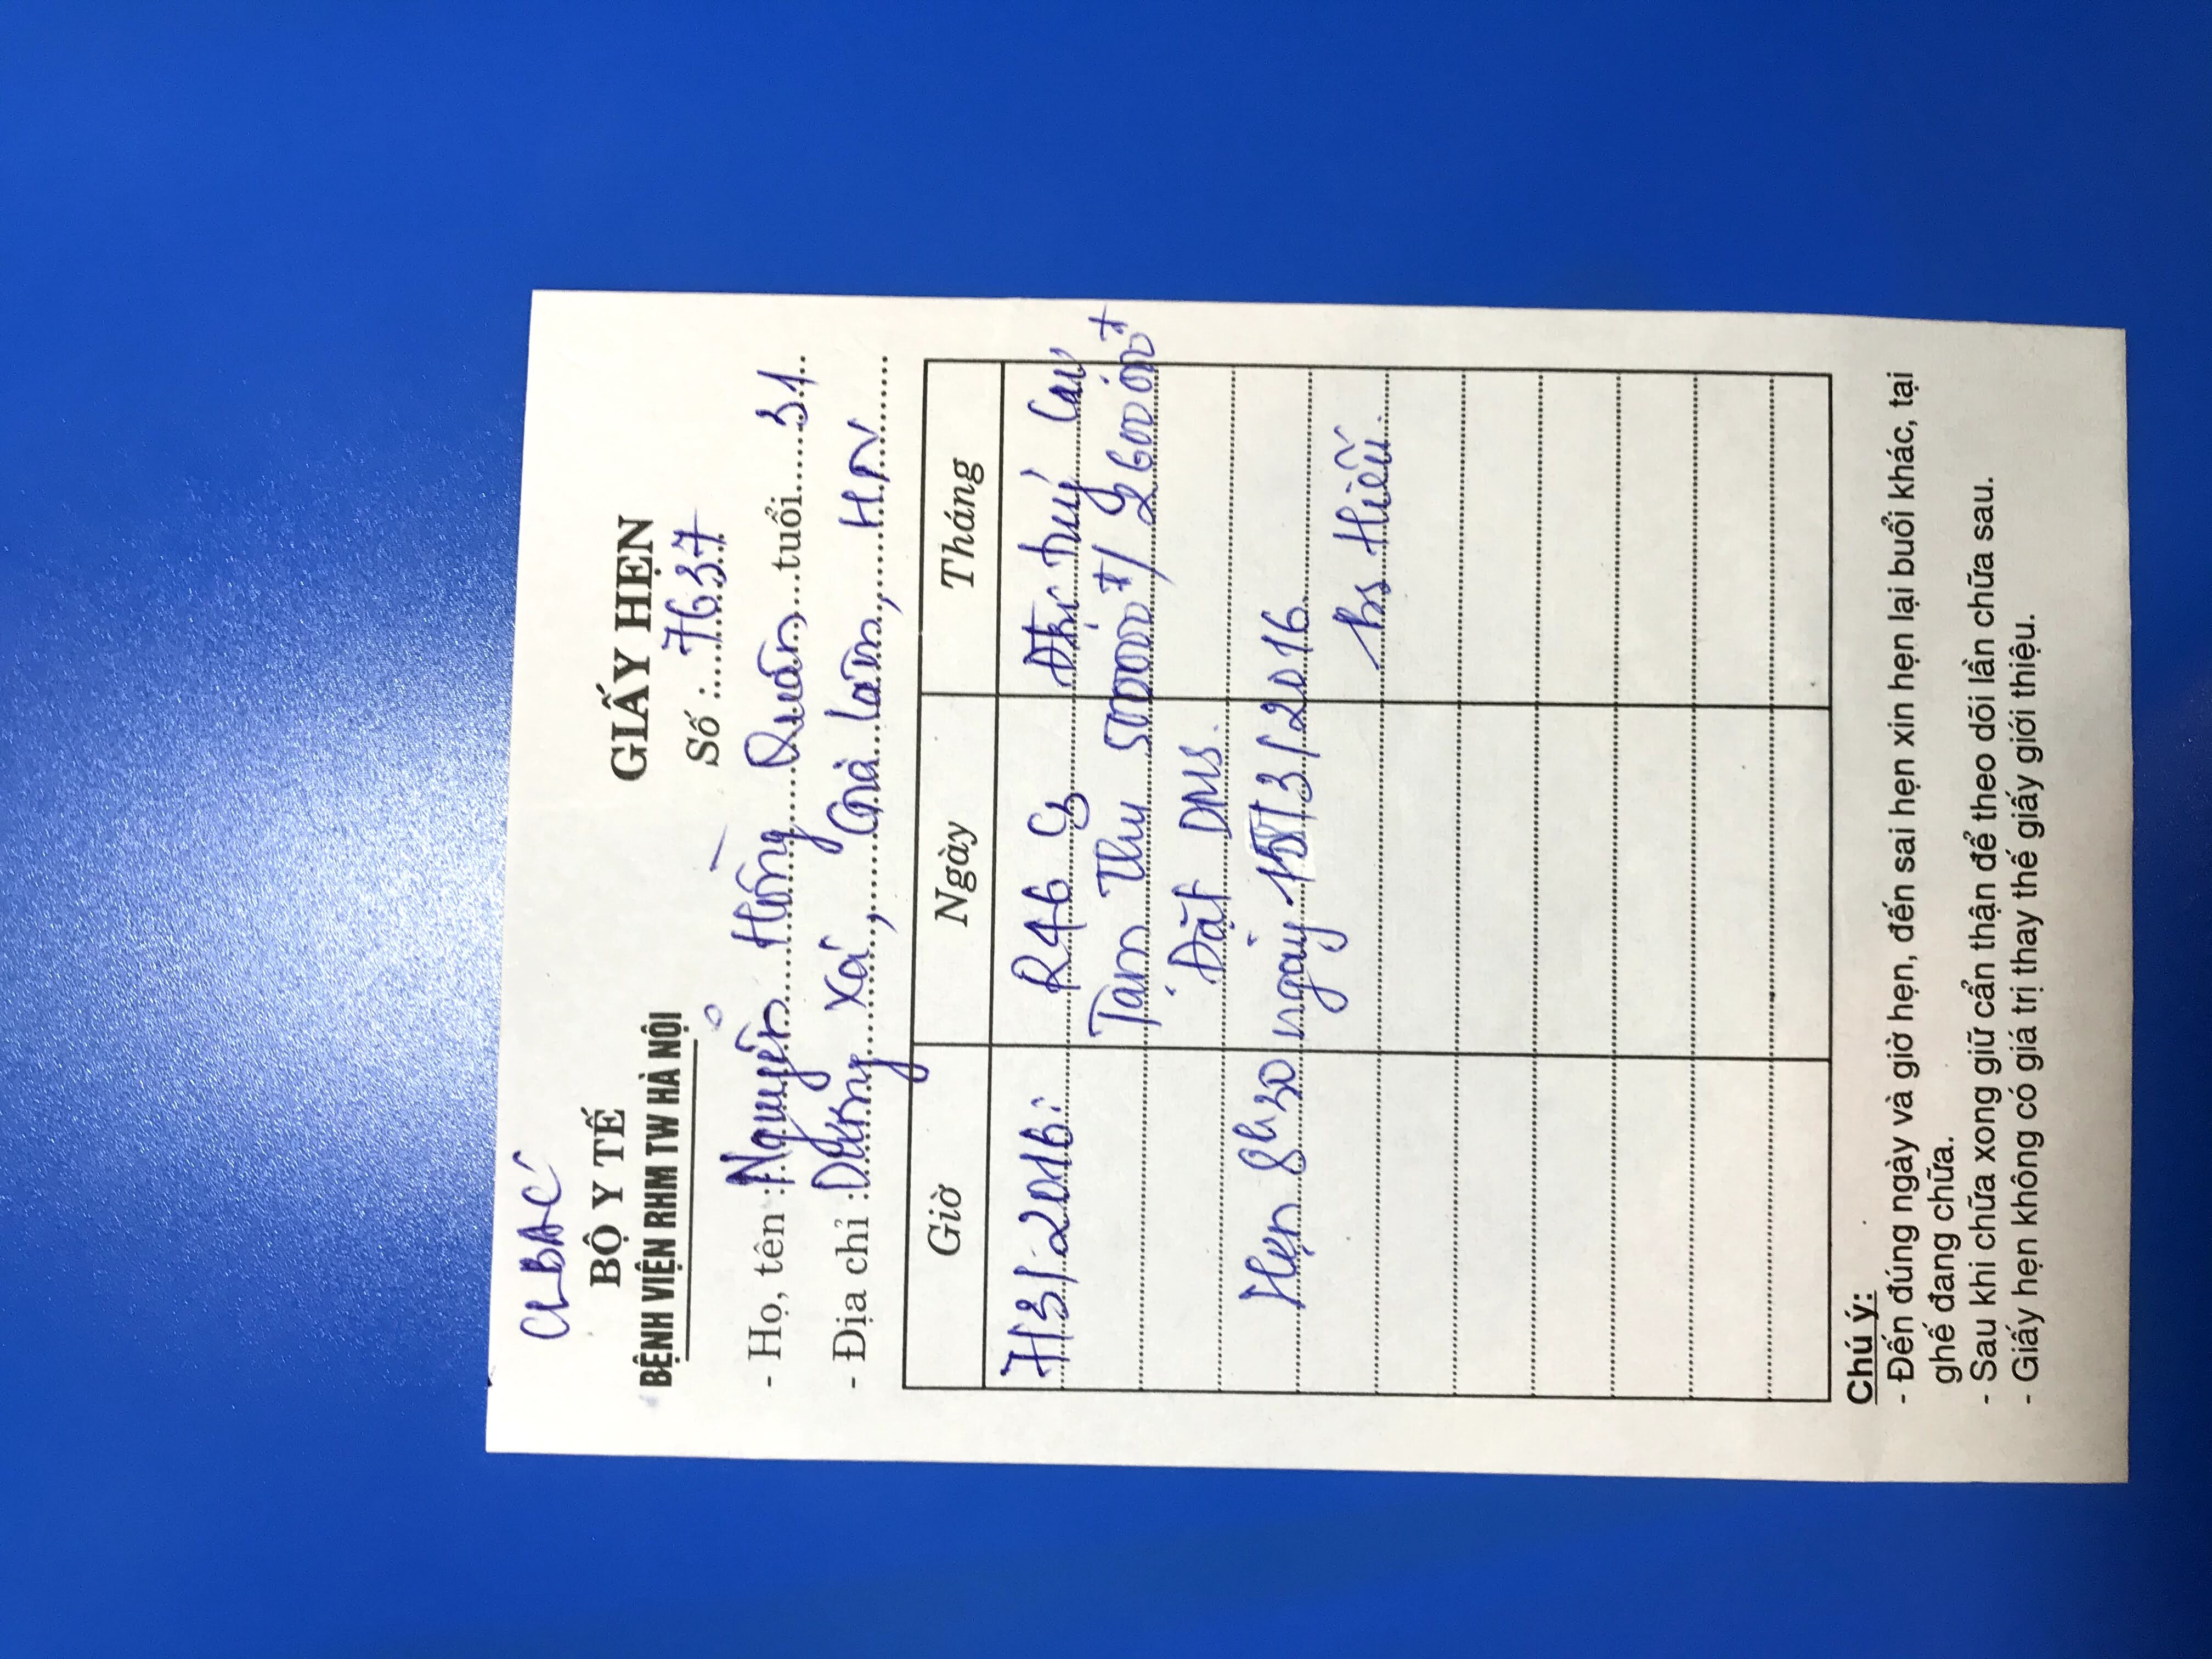 CLBAC
BỘ Y TẾ
BỆNH VIỆN RHM TW HÀ NỘI
GIẤY HẸN
Số : 7637
- Họ, tên : Nguyễn Hồng Quân tuổi 31
- Địa chỉ : Dương Xá, Gia Lâm, HN
Giờ Ngày Tháng
7/3/2016: R46 Đtrị tuỷ lại
Tạm thu 500000đ/ 2600000đ
Đặt DMS.
Hẹn 8h30 ngày 15/3/2016.
Bs Hiếu.
Chú ý:
- Đến đúng ngày và giờ hẹn, đến sai hẹn xin hẹn lại buổi khác, tại
ghế đang chữa.
- Sau khi chữa xong giữ cẩn thận để theo dõi lần chữa sau.
- Giấy hẹn không có giá trị thay thế giấy giới thiệu.